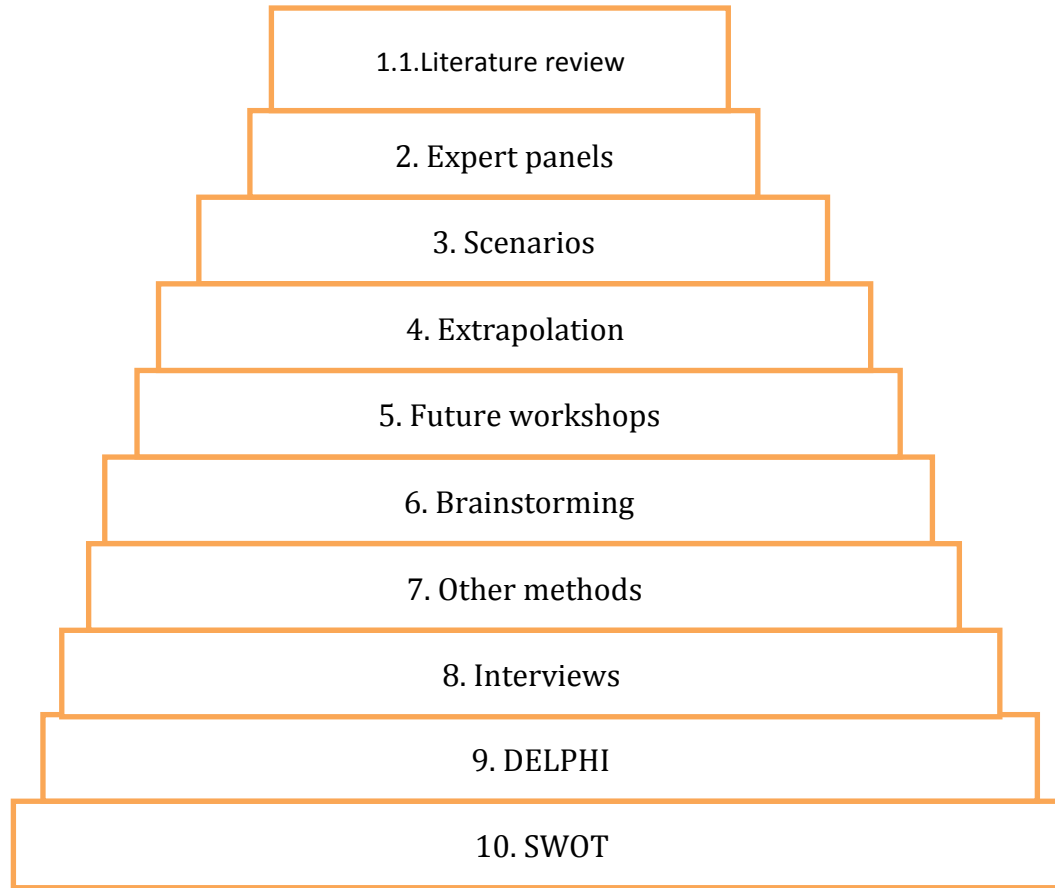 1.1.Literature review
2. Expert panels
3. Scenarios
4. Extrapolation
5. Future workshops
6. Brainstorming
7. Other methods
8. Interviews
9. DELPHI
10. SWOT